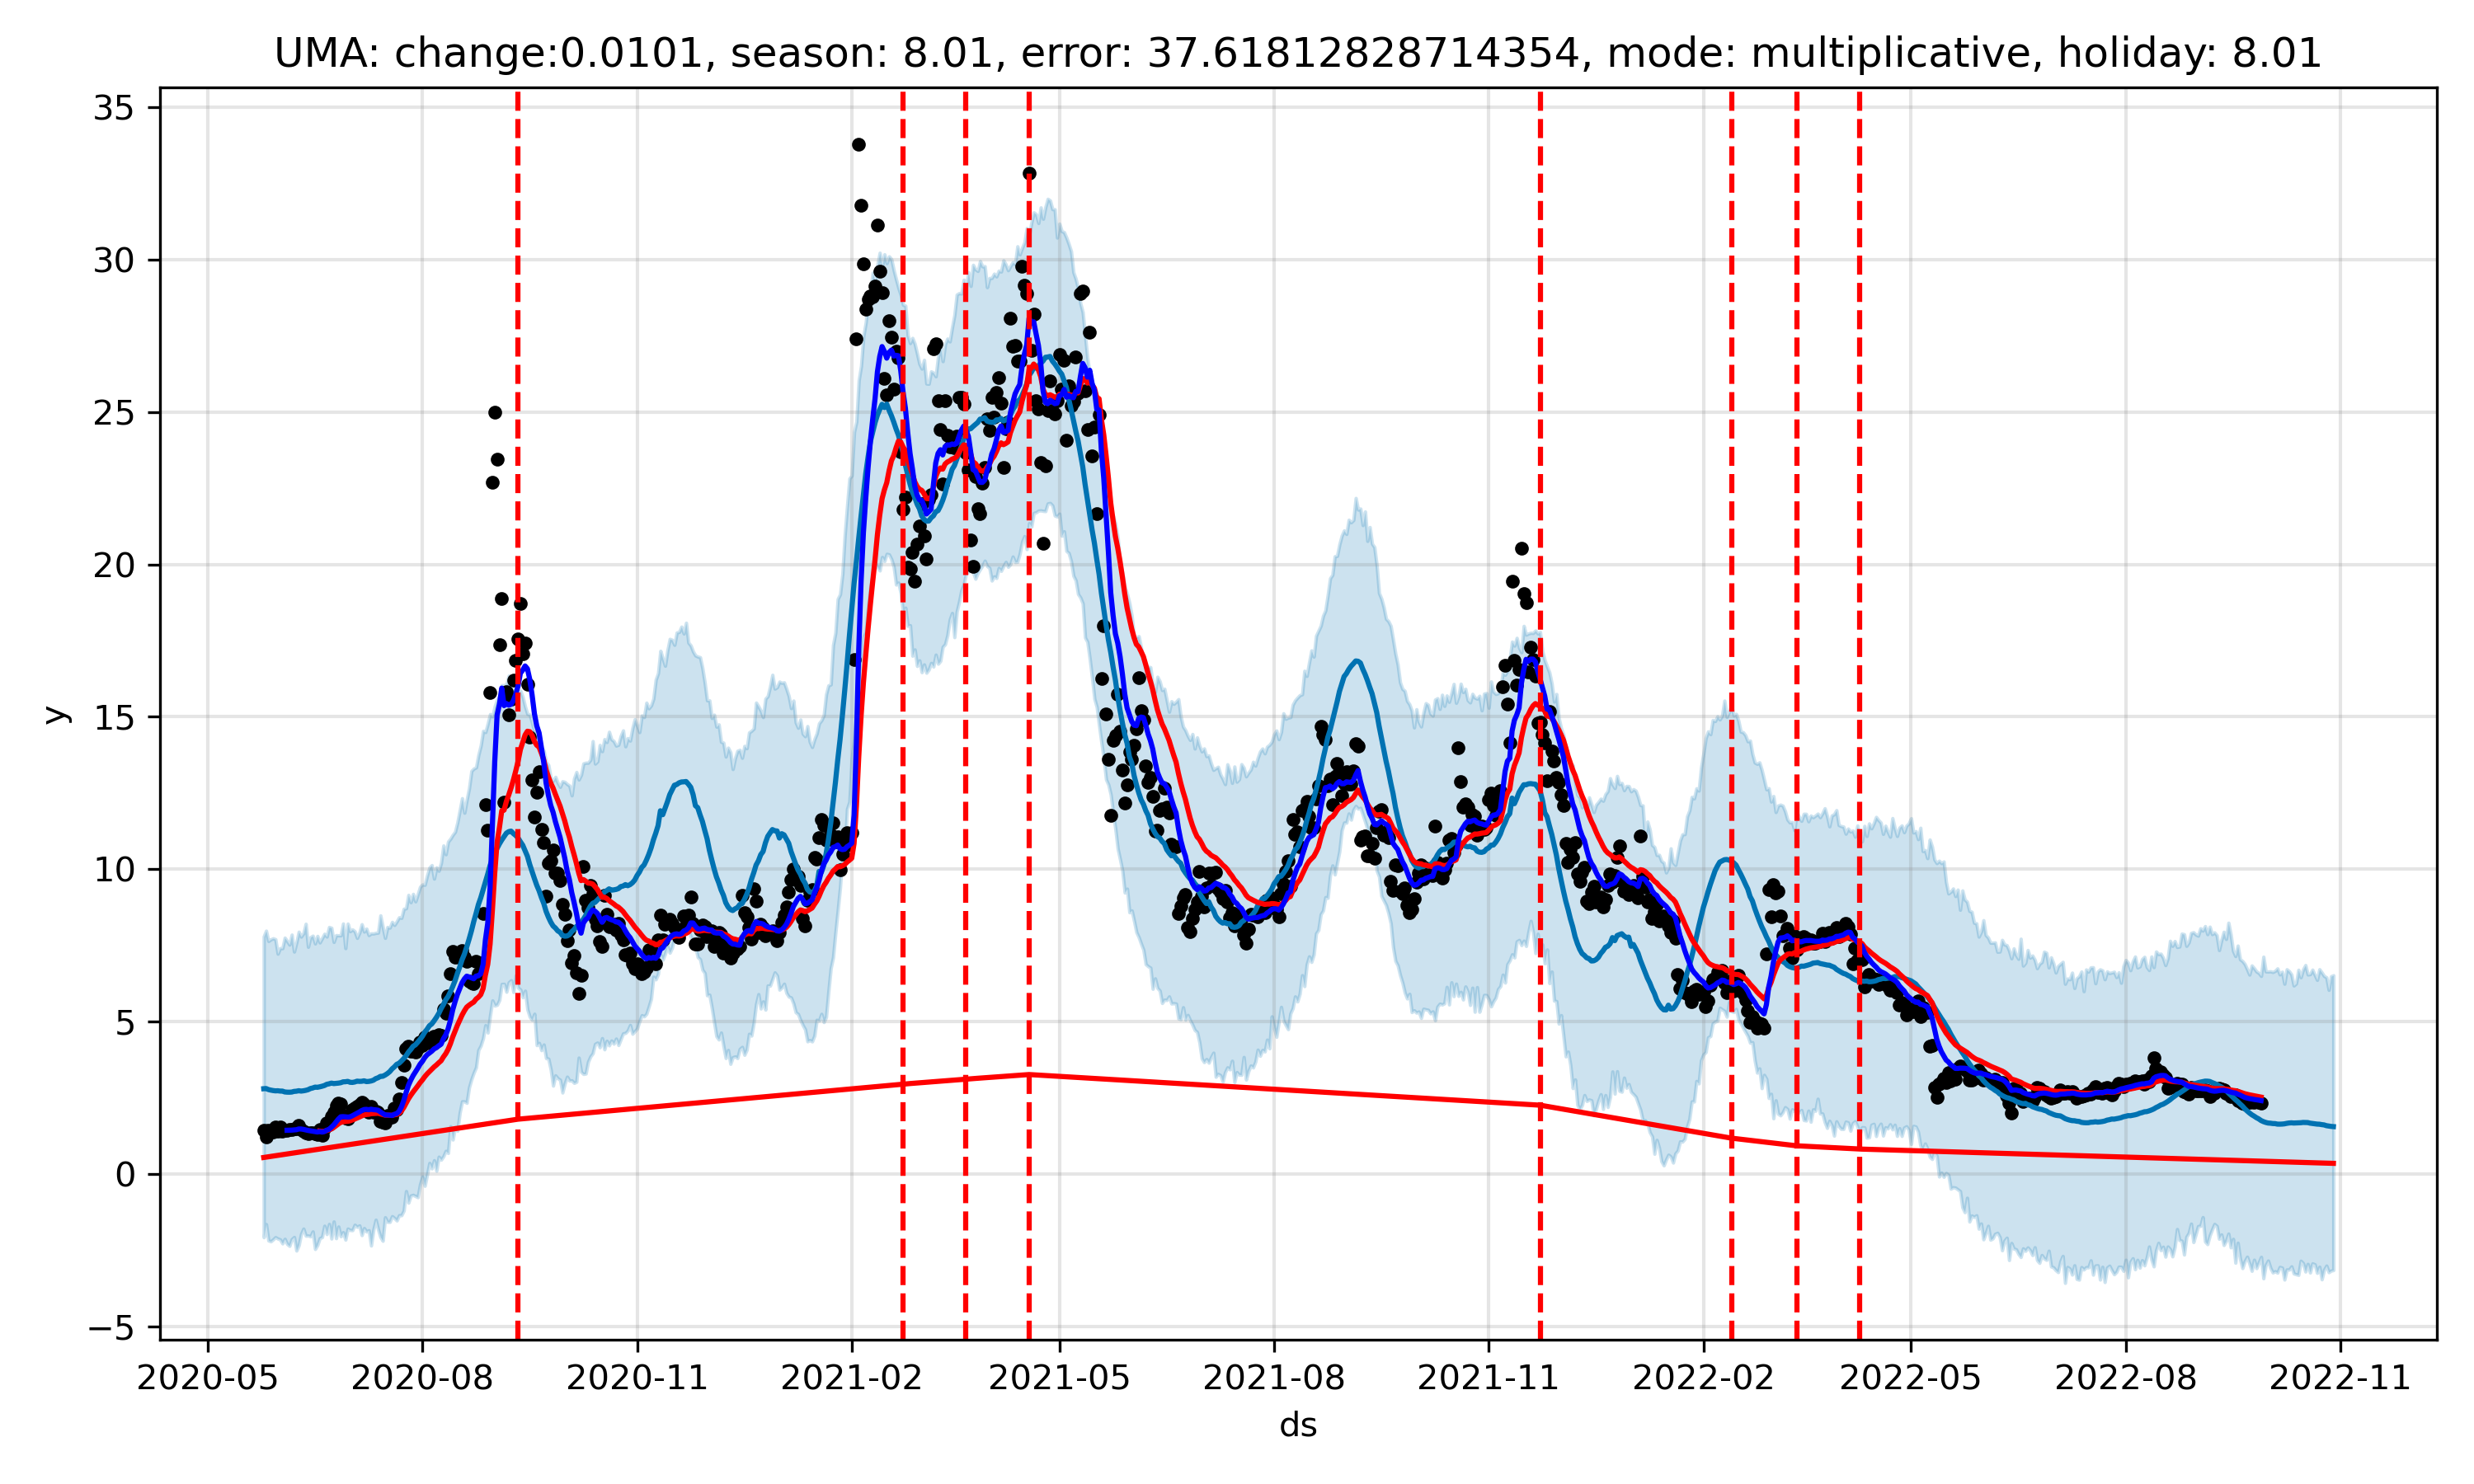 UMA: change:0.0101, season: 8.01, error: 37.61812828714354, mode: multiplicative, holiday: 8.01
35
30
25
20
15
10
5
0
−5
y
2020-05 2020-08 2020-11 2021-02 2021-05 2021-08 2021-11 2022-02 2022-05 2022-08 2022-11
ds